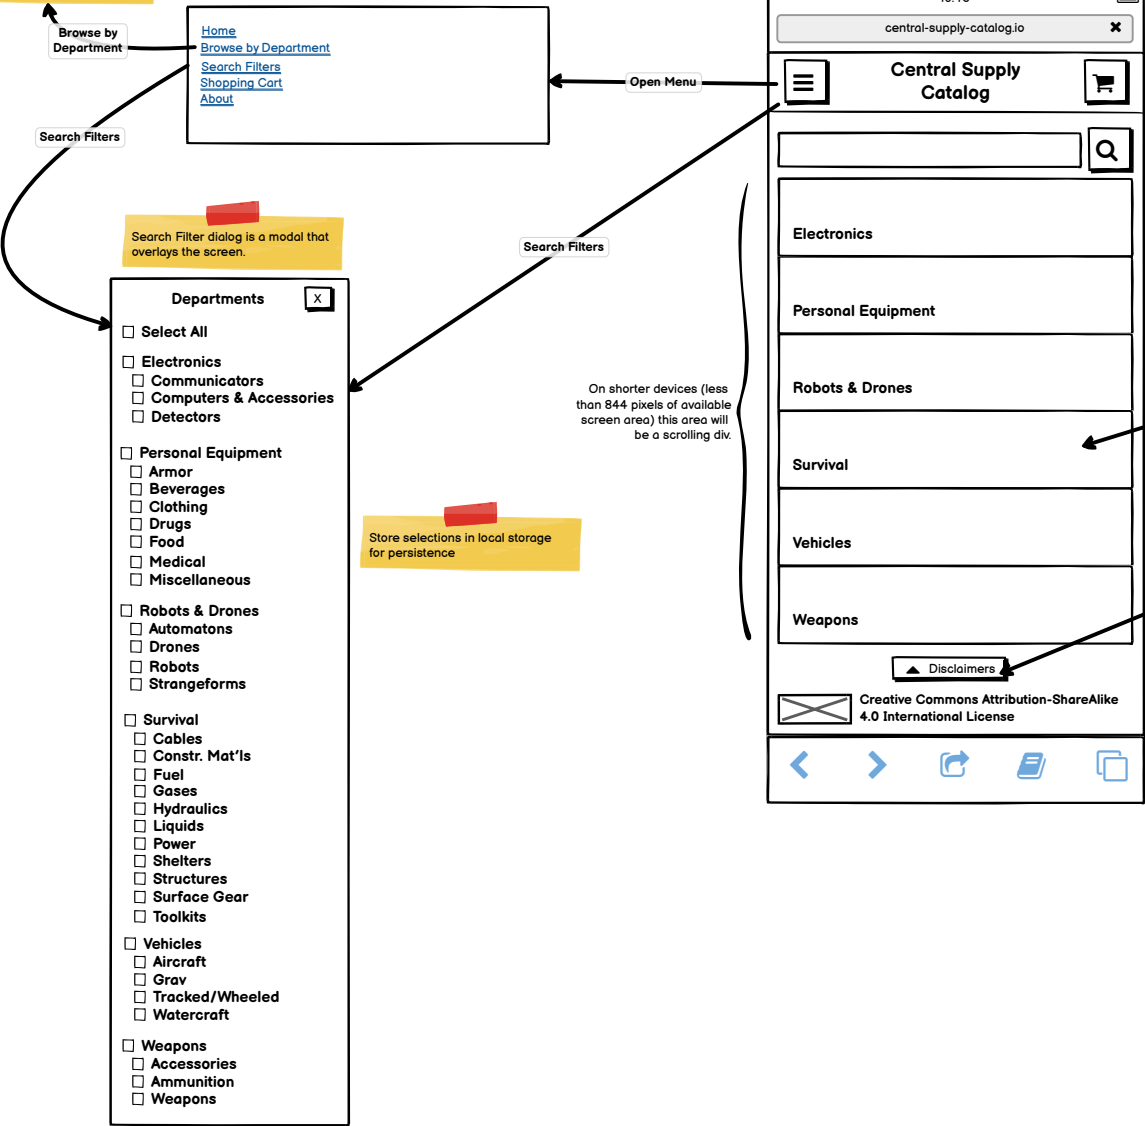 Browse by
Department
Home
Browse by Department
Search Filters
Shopping Cart
About
Search Filters
Open Menu
Search Filters
Search Filter dialog is a modal that
overlays the screen.
Departments
X
Select All
Electronics
Communicators
Computers & Accessories
Detectors
Personal Equipment
Armor
Beverages
Clothing
Drugs
Food
Medical
Miscellaneous
Robots & Drones
Automatons
Drones
Robots
Strangeforms
Survival
Cables
Constr. Mat'ls
Fuel
Gases
Hydraulics
Liquids
Power
Shelters
Structures
Surface Gear
Toolkits
Vehicles
Aircraft
Grav
Tracked/Wheeled
Watercraft
Weapons
Accessories
Ammunition
Weapons
Store selections in local storage
for persistence
On shorter devices (less
than 844 pixels of available
screen area) this area will
be a scrolling div.
central-supply-catalog.io
Central Supply
Catalog
Electronics
Personal Equipment
Robots & Drones
Survival
Vehicles
Weapons
Disclaimers
Creative Commons Attribution-ShareAlike
4.0 International License